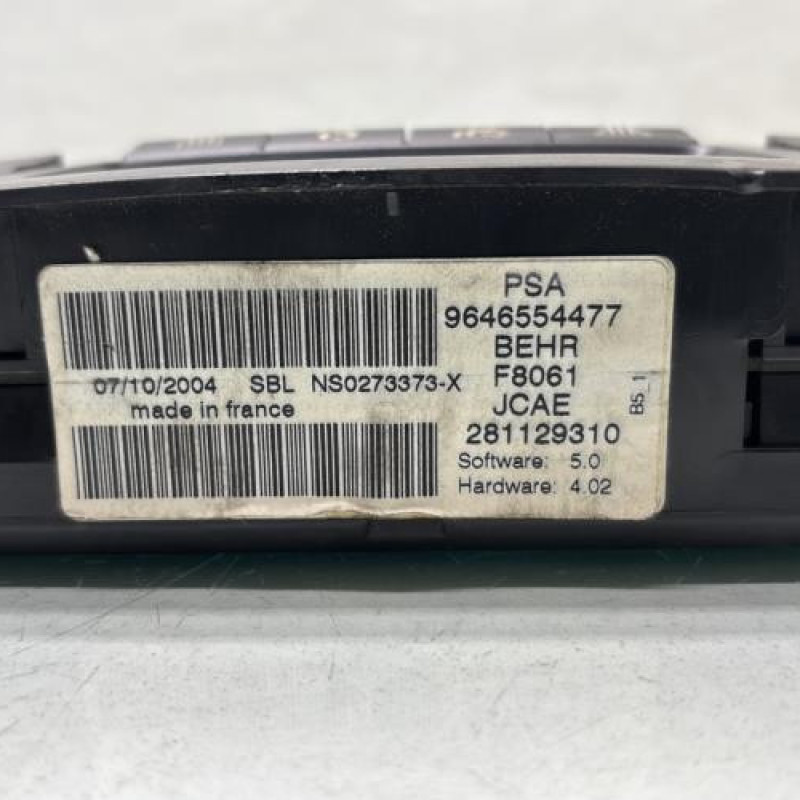 07/10/2004 SBL NS0273373-X
made in france
PSA
9646554477
BEHR
F8061
JCAE
281129310
Software: 5.0
Hardware: 4.02
B5_1